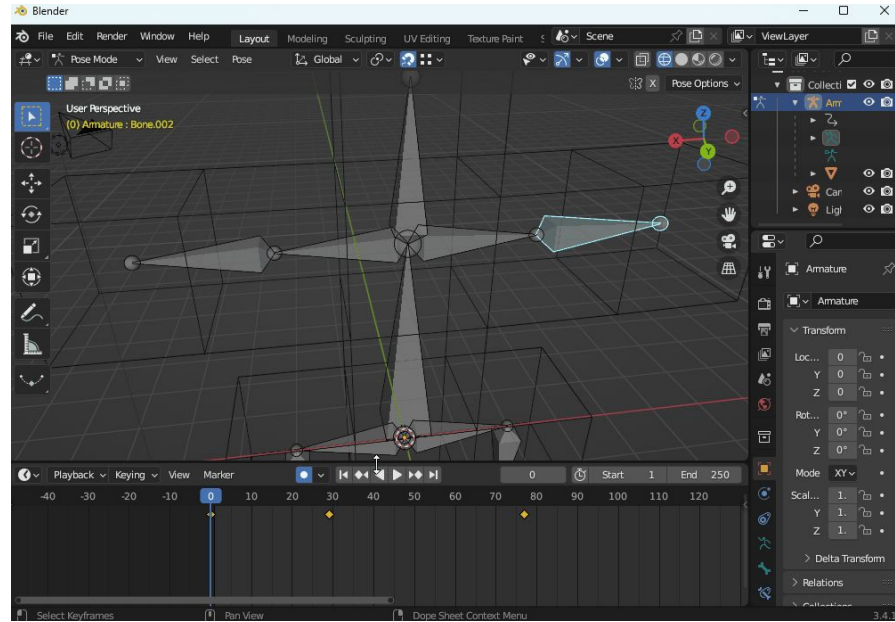 Blender
File Edit Render Window Help Layout Modeling Sculpting UV Editing Texture Paint Scene ViewLayer
Pose Mode View Select Pose Global
X Pose Options
User Perspective
(0) Armature : Bone.002
Z
X
Y
Collecti
Arr
Car
Ligl
Armature
Armature
Transform
Loc... 0
Y 0
Z 0
Rot... 0°
Y 0°
Z 0°
Mode XY
Scal... 1.
Y 1.
Z 1.
Delta Transform
Relations
Playback Keying View Marker 0 Start 1 End 250
-40 -30 -20 -10 0 10 20 30 40 50 60 70 80 90 100 110 120
Select Keyframes Pan View Dope Sheet Context Menu 3.4.1